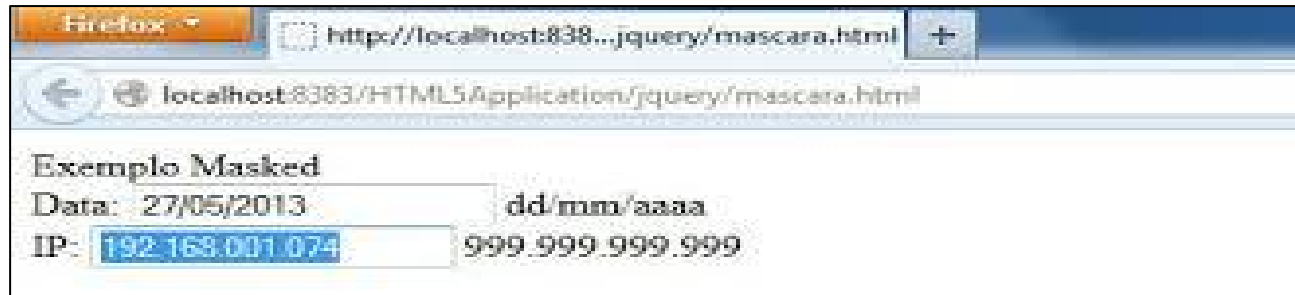 Firefox
http://localhost:838...jquery/mascara.html +
localhost:8383/HTML5Application/jquery/mascara.html
Exemplo Masked
Data: 27/05/2013 dd/mm/aaaa
IP: 192.168.001.074 999.999.999.999